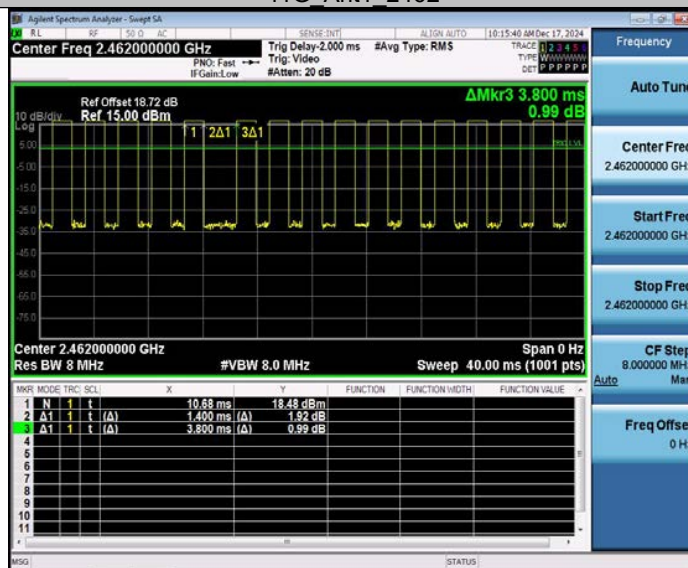 11G_Ant1_2462
Agilent Spectrum Analyzer - Swept SA
RL RF 50 Ω AC SENSE:INT ALIGN AUTO 10:15:40 AM Dec 17, 2024
Center Freq 2.462000000 GHz
PNO: Fast
IFGain:Low
Trig Delay-2.000 ms
Trig: Video
#Atten: 20 dB
#Avg Type: RMS
TRACE 1 2 3 4 5 6
TYPE WWWWWW
DET P P P P P P
Ref Offset 18.72 dB
Ref 15.00 dBm
10 dB/div
Log
ΔMkr3 3.800 ms
0.99 dB
1 2Δ1 3Δ1
TRIG LVL
5.00
-5.00
-15.0
-25.0
-35.0
-45.0
-55.0
-65.0
-75.0
Center 2.462000000 GHz Span 0 Hz
Res BW 8 MHz #VBW 8.0 MHz Sweep 40.00 ms (1001 pts)
MKR MODE TRC SCL X Y FUNCTION FUNCTION WIDTH FUNCTION VALUE
1 N 1 t 10.68 ms 18.48 dBm
2 Δ1 1 t (Δ) 1.400 ms (Δ) 1.92 dB
3 Δ1 1 t (Δ) 3.800 ms (Δ) 0.99 dB
4
5
6
7
8
9
10
11
MSG STATUS
Frequency
Auto Tune
Center Freq
2.462000000 GHz
Start Freq
2.462000000 GHz
Stop Freq
2.462000000 GHz
CF Step
8.000000 MHz
Auto Man
Freq Offset
0 Hz